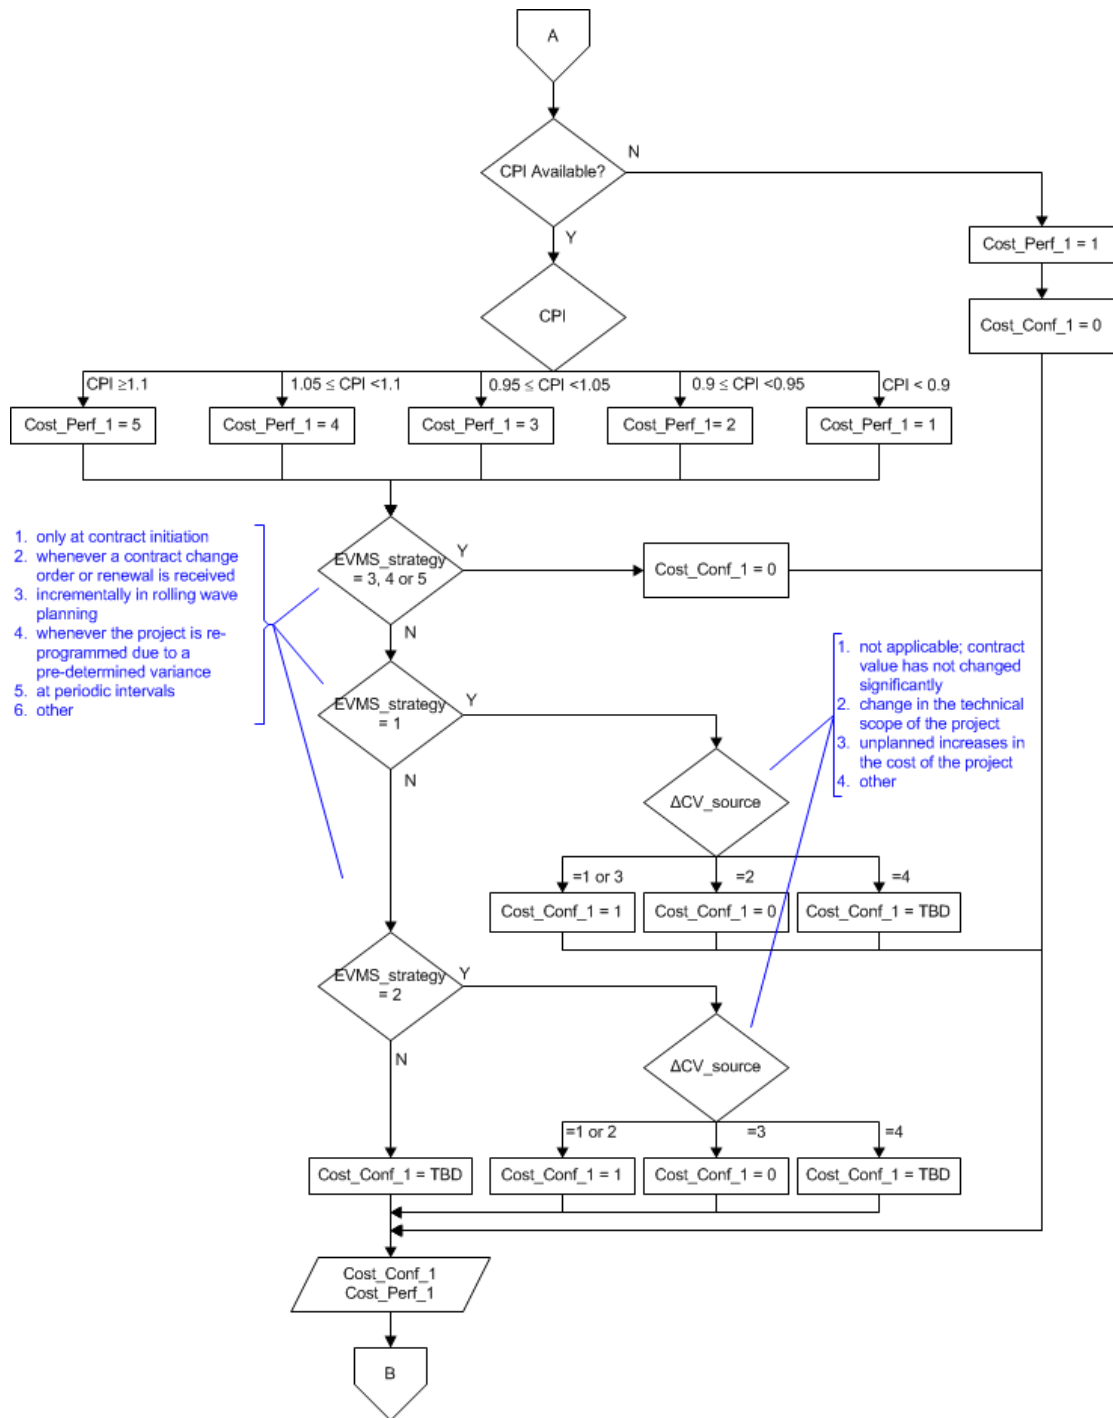 A
CPI Available?
N
Y
Cost_Perf_1 = 1
CPI
Cost_Conf_1 = 0
CPI ≥1.1
1.05 ≤ CPI <1.1
0.95 ≤ CPI <1.05
0.9 ≤ CPI <0.95
CPI < 0.9
Cost_Perf_1 = 5
Cost_Perf_1 = 4
Cost_Perf_1 = 3
Cost_Perf_1= 2
Cost_Perf_1 = 1
1. only at contract initiation
2. whenever a contract change
order or renewal is received
3. incrementally in rolling wave
planning
4. whenever the project is re-
programmed due to a
pre-determined variance
5. at periodic intervals
6. other
EVMS_strategy
= 3, 4 or 5
Y
Cost_Conf_1 = 0
N
1. not applicable; contract
value has not changed
significantly
2. change in the technical
scope of the project
3. unplanned increases in
the cost of the project
4. other
EVMS_strategy
= 1
Y
N
ΔCV_source
=1 or 3
=2
=4
Cost_Conf_1 = 1
Cost_Conf_1 = 0
Cost_Conf_1 = TBD
EVMS_strategy
= 2
Y
N
ΔCV_source
=1 or 2
=3
=4
Cost_Conf_1 = TBD
Cost_Conf_1 = 1
Cost_Conf_1 = 0
Cost_Conf_1 = TBD
Cost_Conf_1
Cost_Perf_1
B